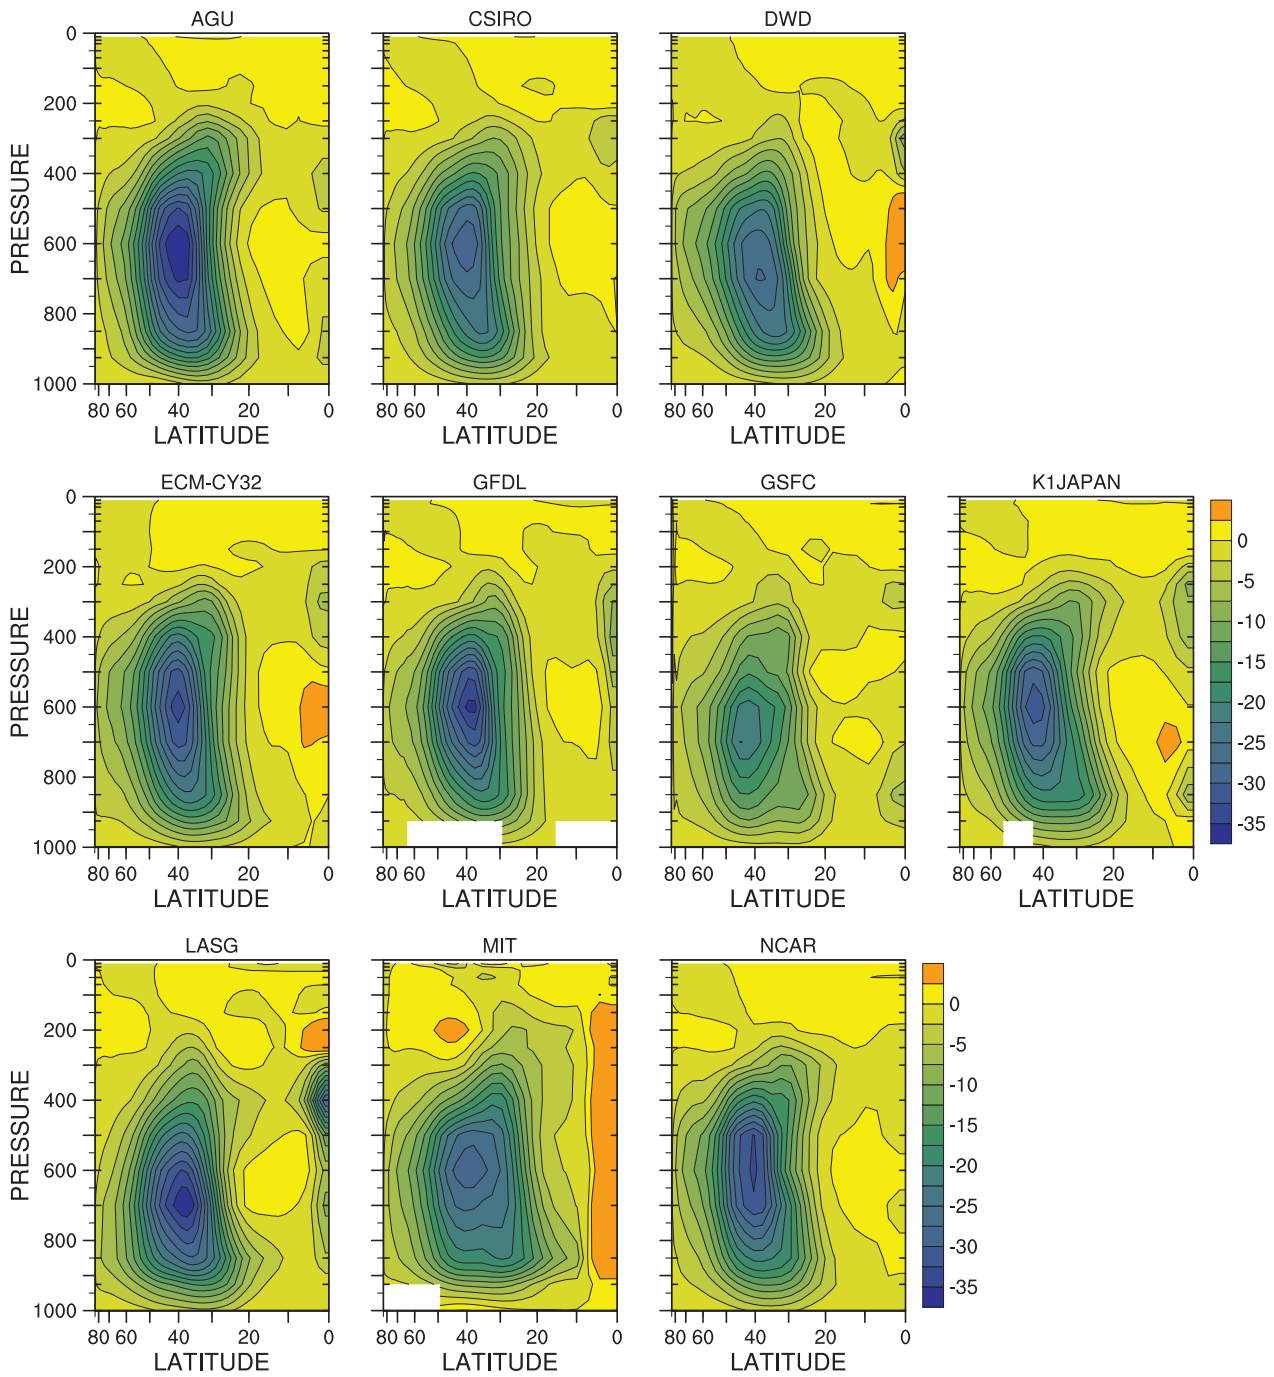 AGU CSIRO DWD
0
200
400
600
800
1000
PRESSURE
80 60 40 20 0 80 60 40 20 0 80 60 40 20 0
LATITUDE LATITUDE LATITUDE
ECM-CY32 GFDL GSFC K1JAPAN
0
200
400
600
800
1000
PRESSURE
0
-5
-10
-15
-20
-25
-30
-35
80 60 40 20 0 80 60 40 20 0 80 60 40 20 0 80 60 40 20 0
LATITUDE LATITUDE LATITUDE LATITUDE
LASG MIT NCAR
0
200
400
600
800
1000
PRESSURE
0
-5
-10
-15
-20
-25
-30
-35
80 60 40 20 0 80 60 40 20 0 80 60 40 20 0
LATITUDE LATITUDE LATITUDE